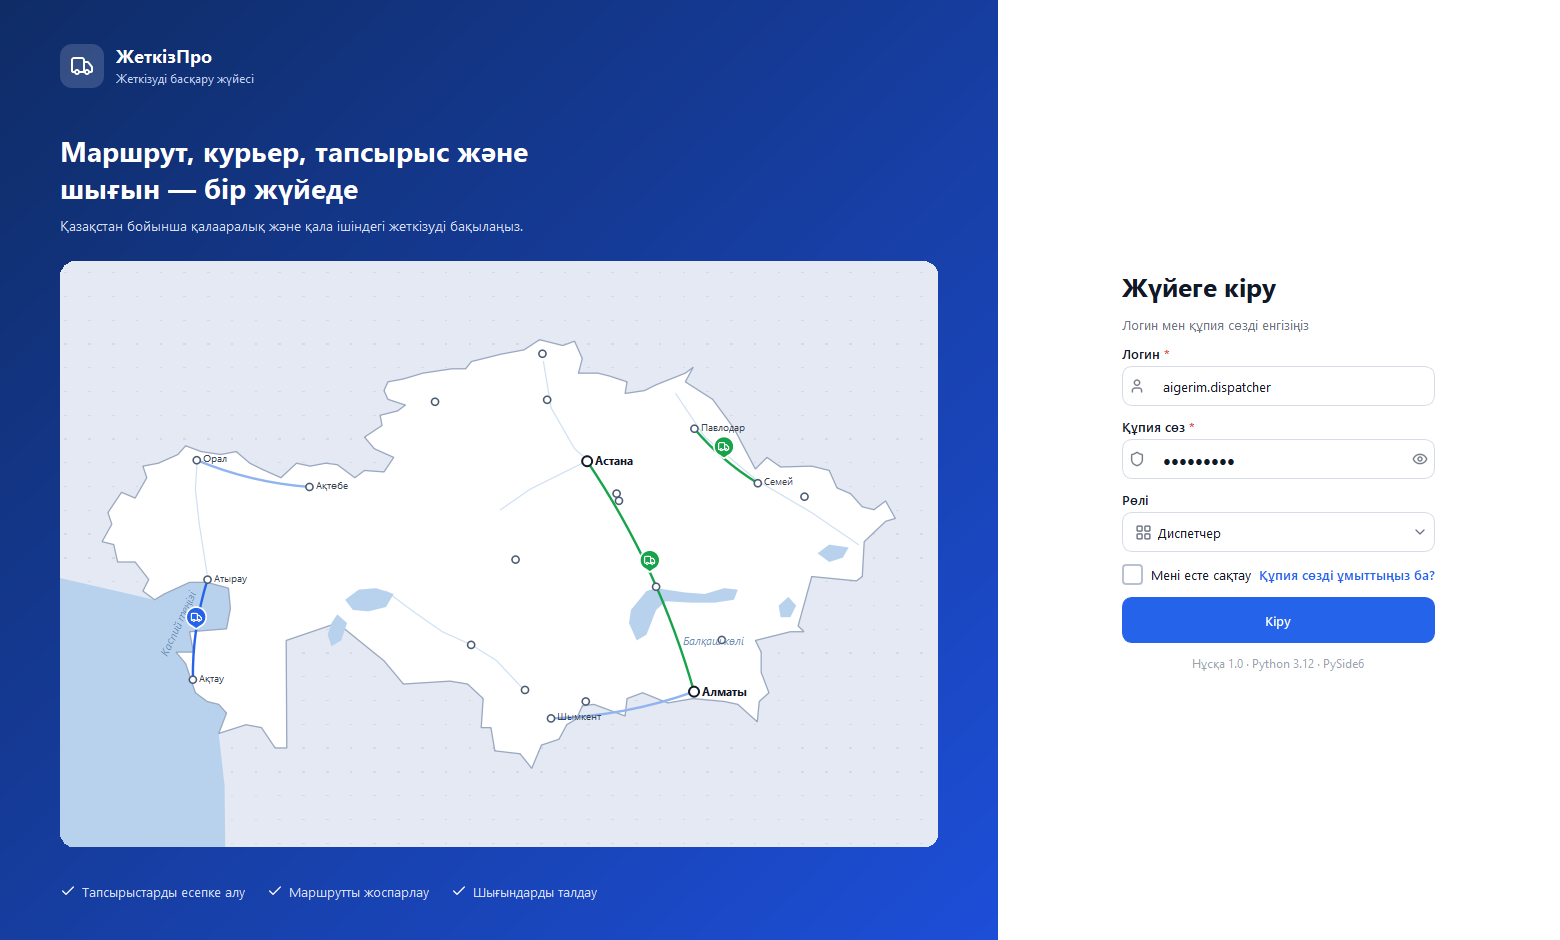 ЖеткізПро
Жеткізуді басқару жүйесі
Маршрут, курьер, тапсырыс және
шығын — бір жүйеде
Қазақстан бойынша қалааралық және қала ішіндегі жеткізуді бақылаңыз.
Павлодар
Орал
Астана
Семей
Ақтөбе
Атырау
Каспий теңізі
Балқаш көлі
Ақтау
Алматы
Шымкент
Тапсырыстарды есепке алу
Маршрутты жоспарлау
Шығындарды талдау
Жүйеге кіру
Логин мен құпия сөзді енгізіңіз
Логин *
aigerim.dispatcher
Құпия сөз *
●●●●●●●●●
Рөлі
Диспетчер
Мені есте сақтау Құпия сөзді ұмыттыңыз ба?
Кіру
Нұсқа 1.0 · Python 3.12 · PySide6